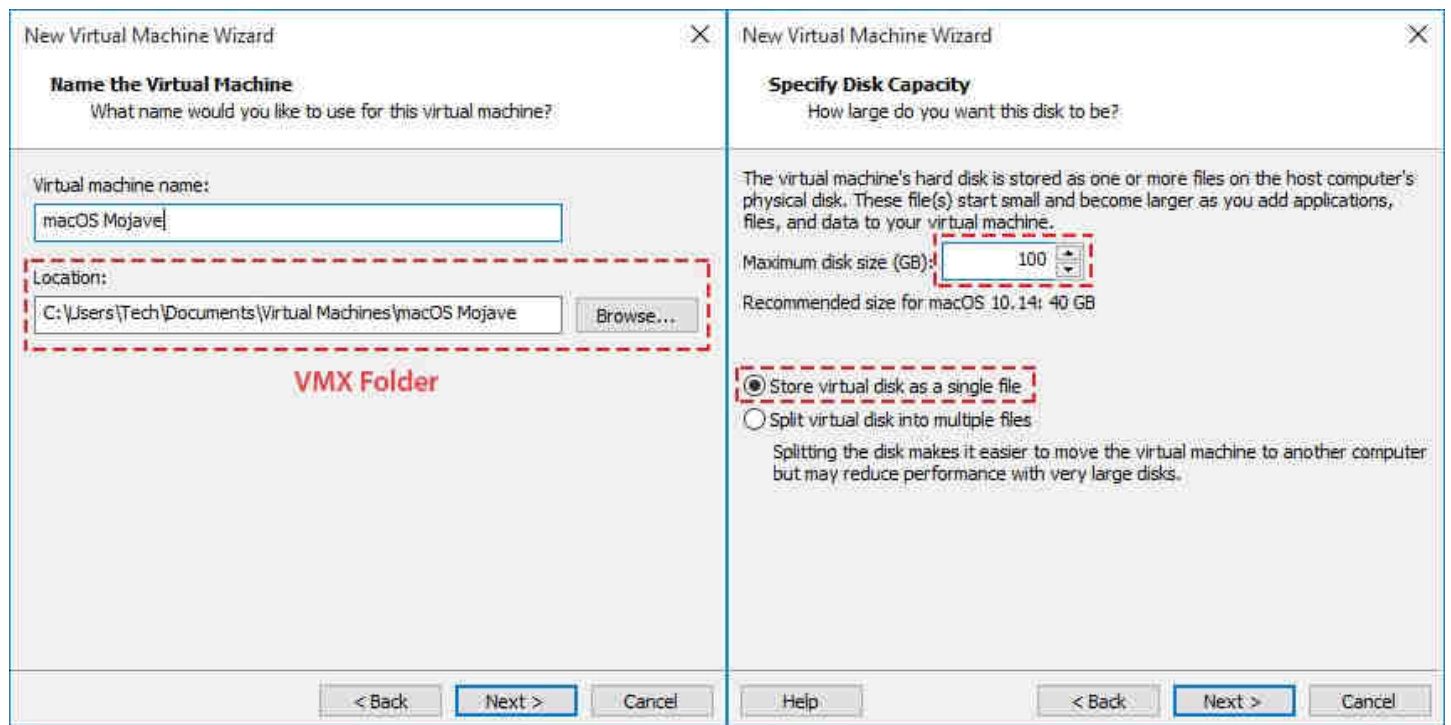 New Virtual Machine Wizard
Name the Virtual Machine
What name would you like to use for this virtual machine?
Virtual machine name:
macOS Mojave
Location:
C:\Users\Tech\Documents\Virtual Machines\macOS Mojave
Browse...
VMX Folder
< Back
Next >
Cancel
New Virtual Machine Wizard
Specify Disk Capacity
How large do you want this disk to be?
The virtual machine's hard disk is stored as one or more files on the host computer's
physical disk. These file(s) start small and become larger as you add applications,
files, and data to your virtual machine.
Maximum disk size (GB): 100
Recommended size for macOS 10.14: 40 GB
Store virtual disk as a single file
Split virtual disk into multiple files
Splitting the disk makes it easier to move the virtual machine to another computer
but may reduce performance with very large disks.
Help
< Back
Next >
Cancel